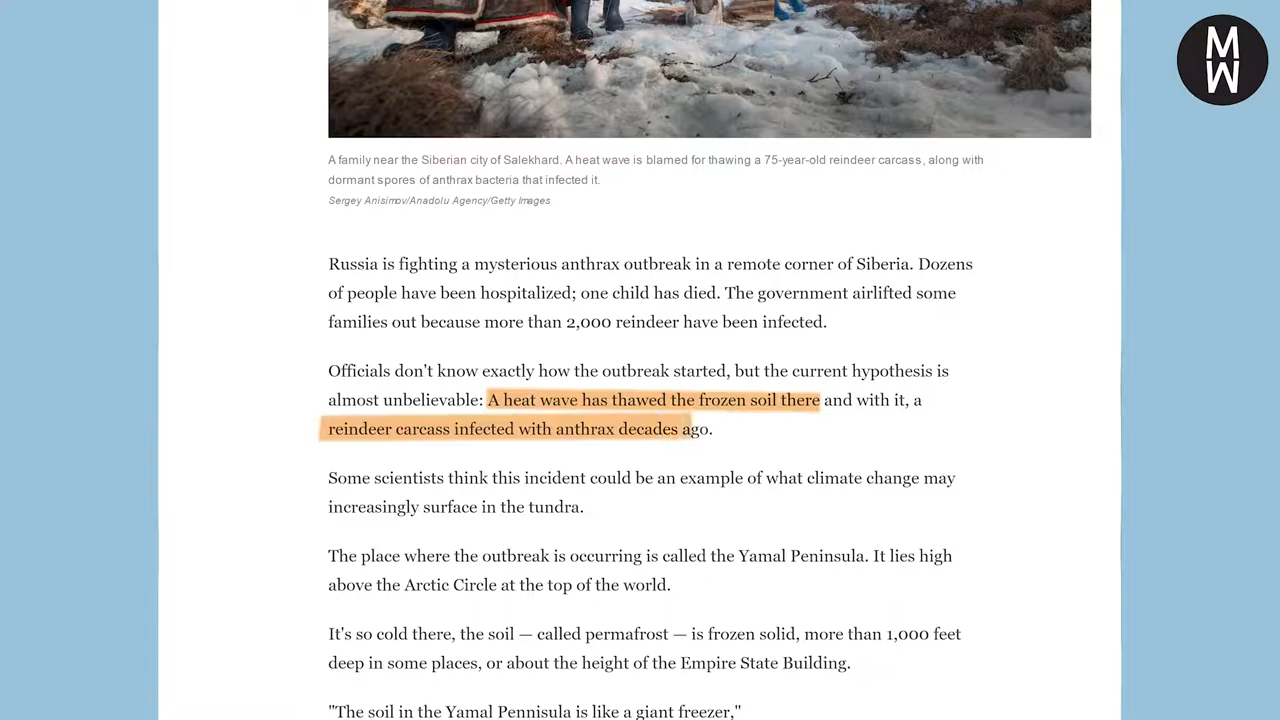 MW
A family near the Siberian city of Salekhard. A heat wave is blamed for thawing a 75-year-old reindeer carcass, along with
dormant spores of anthrax bacteria that infected it.
Sergey Anisimov/Anadolu Agency/Getty Images
Russia is fighting a mysterious anthrax outbreak in a remote corner of Siberia. Dozens
of people have been hospitalized; one child has died. The government airlifted some
families out because more than 2,000 reindeer have been infected.
Officials don't know exactly how the outbreak started, but the current hypothesis is
almost unbelievable: A heat wave has thawed the frozen soil there and with it, a
reindeer carcass infected with anthrax decades ago.
Some scientists think this incident could be an example of what climate change may
increasingly surface in the tundra.
The place where the outbreak is occurring is called the Yamal Peninsula. It lies high
above the Arctic Circle at the top of the world.
It's so cold there, the soil — called permafrost — is frozen solid, more than 1,000 feet
deep in some places, or about the height of the Empire State Building.
"The soil in the Yamal Pennisula is like a giant freezer,"